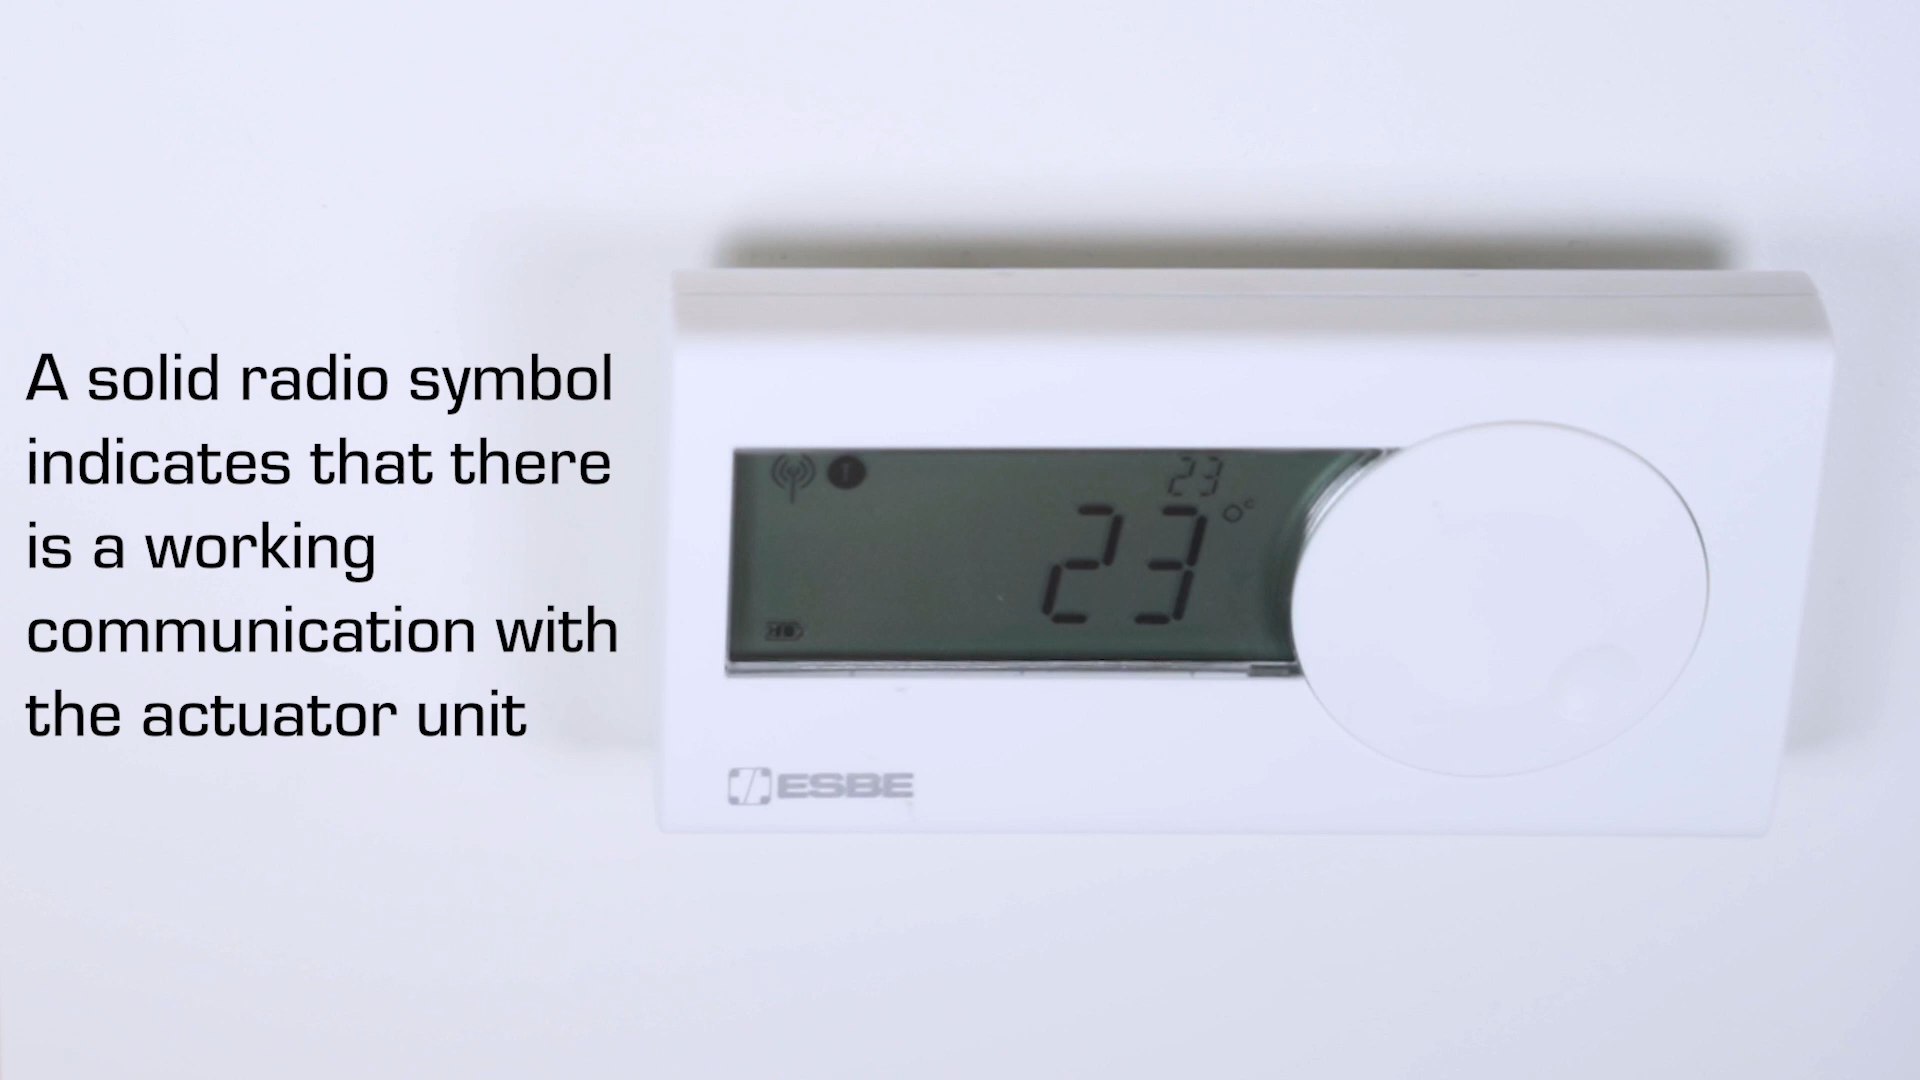 A solid radio symbol
indicates that there
is a working
communication with
the actuator unit
T
23
23 °C
ESBE